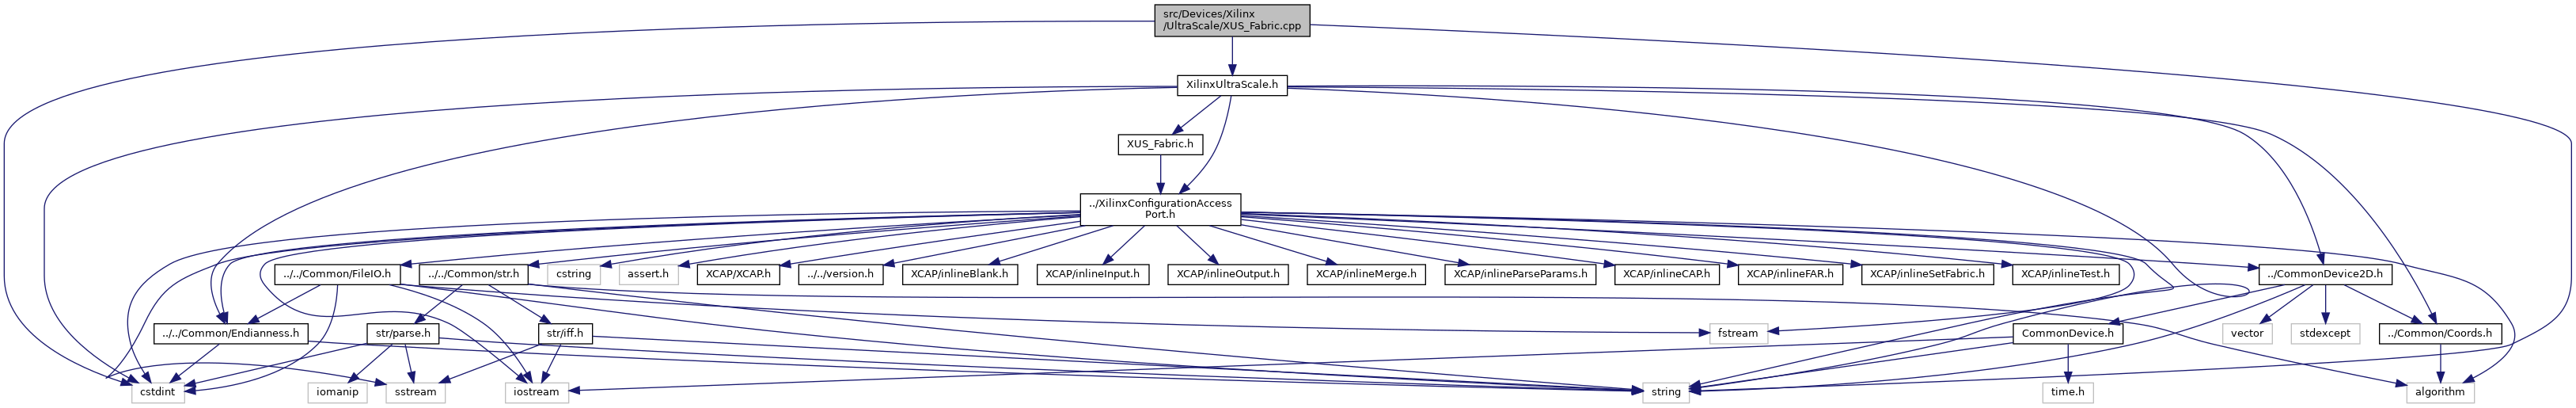 src/Devices/Xilinx
/UltraScale/XUS_Fabric.cpp
XilinxUltraScale.h
XUS_Fabric.h
../XilinxConfigurationAccess
Port.h
../../Common/FileIO.h
../../Common/str.h
cstring
assert.h
XCAP/XCAP.h
../../version.h
XCAP/inlineBlank.h
XCAP/inlineInput.h
XCAP/inlineOutput.h
XCAP/inlineMerge.h
XCAP/inlineParseParams.h
XCAP/inlineCAP.h
XCAP/inlineFAR.h
XCAP/inlineSetFabric.h
XCAP/inlineTest.h
../CommonDevice2D.h
../../Common/Endianness.h
str/parse.h
str/iff.h
fstream
CommonDevice.h
vector
stdexcept
../Common/Coords.h
cstdint
iomanip
sstream
iostream
string
time.h
algorithm